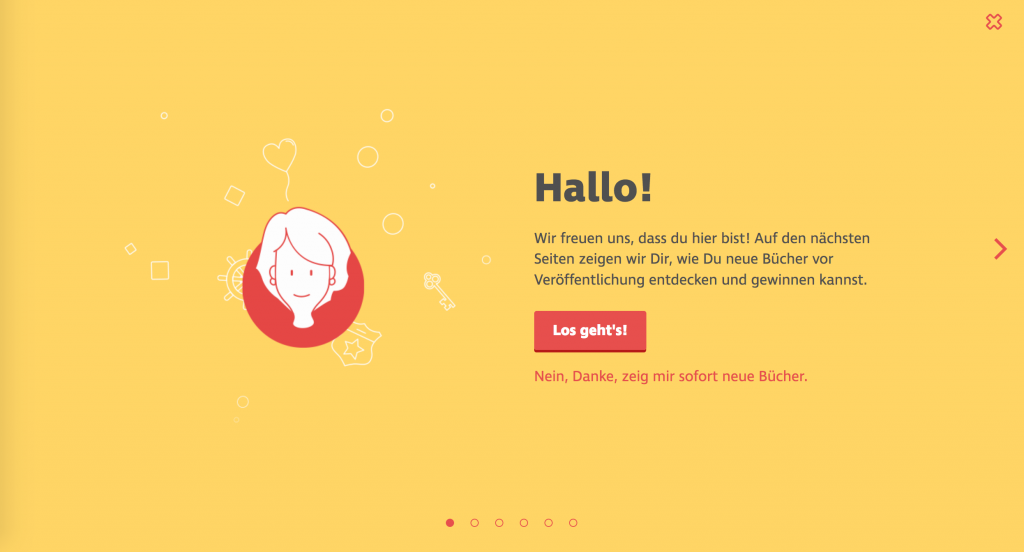 Hallo!
Wir freuen uns, dass du hier bist! Auf den nächsten
Seiten zeigen wir Dir, wie Du neue Bücher vor
Veröffentlichung entdecken und gewinnen kannst.
Los geht's!
Nein, Danke, zeig mir sofort neue Bücher.